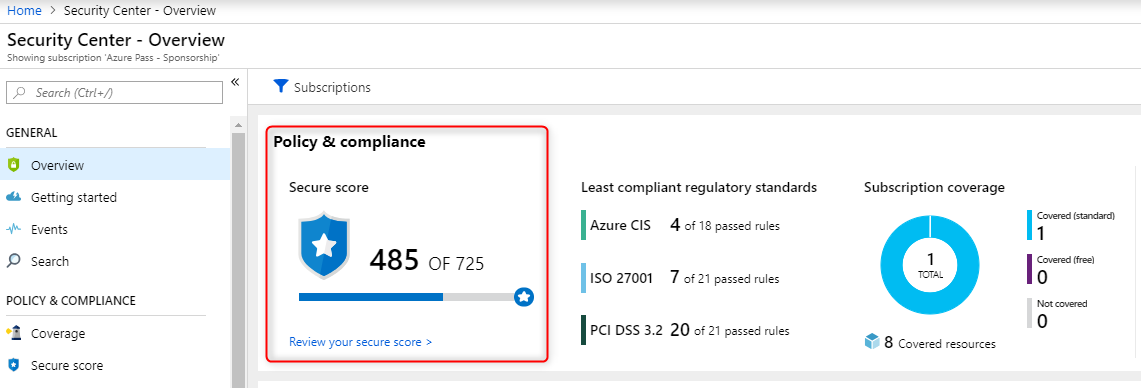 Home > Security Center - Overview
Security Center - Overview
Showing subscription 'Azure Pass - Sponsorship'
Search (Ctrl+/)
«
GENERAL
Overview
Getting started
Events
Search
POLICY & COMPLIANCE
Coverage
Secure score
Subscriptions
Policy & compliance
Secure score
485 OF 725
Review your secure score >
Least compliant regulatory standards
Azure CIS 4 of 18 passed rules
ISO 27001 7 of 21 passed rules
PCI DSS 3.2 20 of 21 passed rules
Subscription coverage
1
TOTAL
Covered (standard)
1
Covered (free)
0
Not covered
0
8 Covered resources